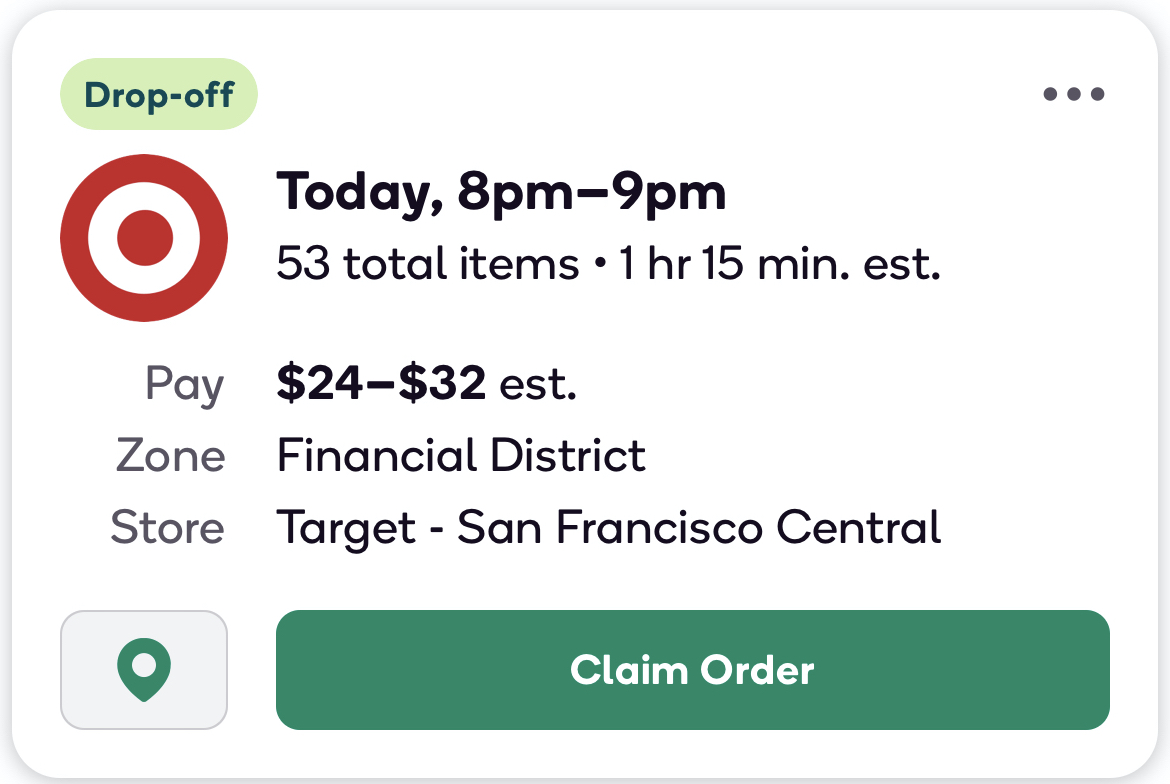 Drop-off
Today, 8pm–9pm
53 total items • 1 hr 15 min. est.
Pay $24–$32 est.
Zone Financial District
Store Target - San Francisco Central
Claim Order